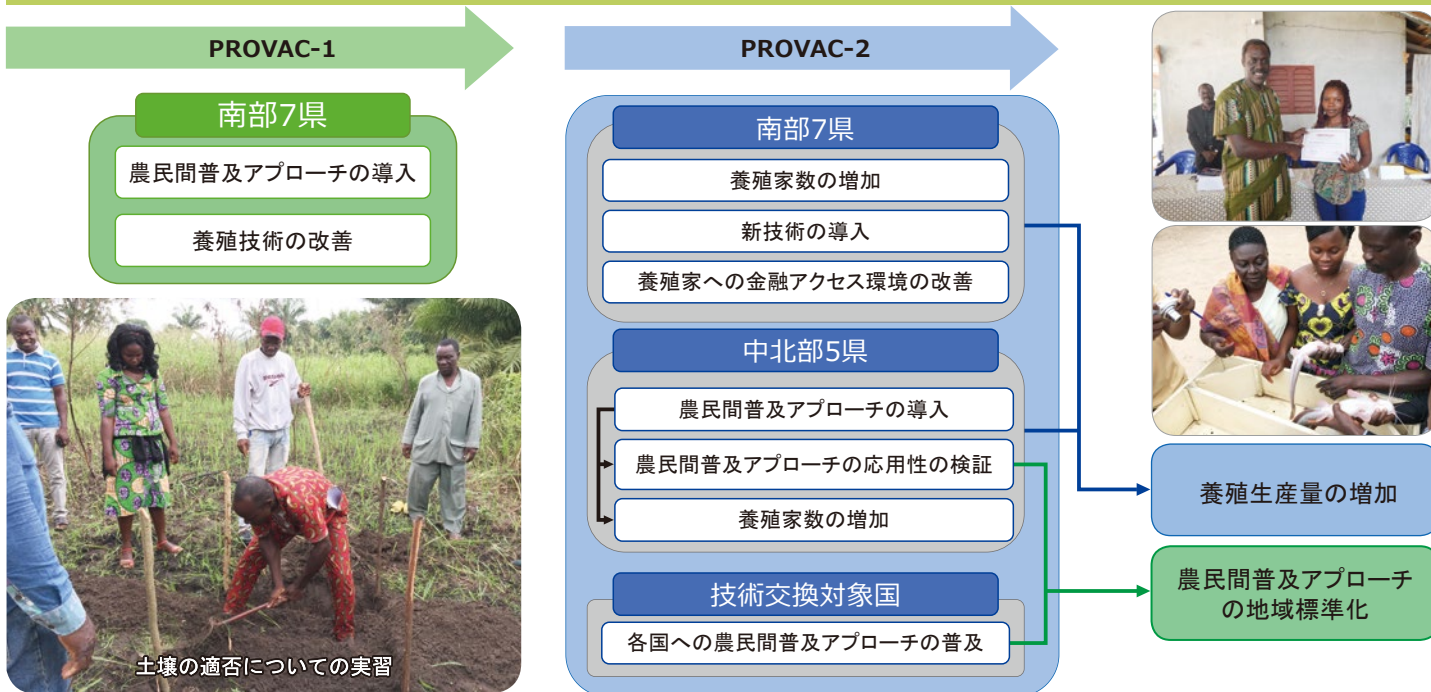 PROVAC-1
南部7県
農民間普及アプローチの導入
養殖技術の改善
土壌の適否についての実習
PROVAC-2
南部7県
養殖家数の増加
新技術の導入
養殖家への金融アクセス環境の改善
中北部5県
農民間普及アプローチの導入
農民間普及アプローチの応用性の検証
養殖家数の増加
技術交換対象国
各国への農民間普及アプローチの普及
養殖生産量の増加
農民間普及アプローチ
の地域標準化